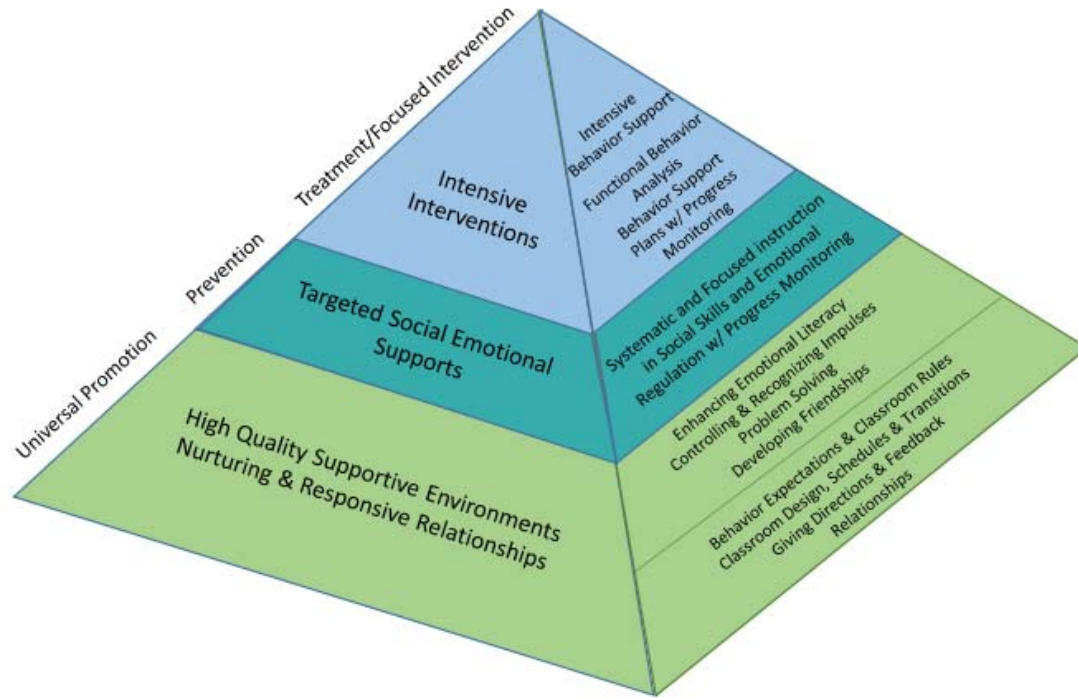 Treatment/Focused Intervention
Prevention
Universal Promotion
Intensive
Interventions
Targeted Social Emotional
Supports
High Quality Supportive Environments
Nurturing & Responsive Relationships
Intensive
Behavior Support
Functional Behavior
Analysis
Behavior Support
Plans w/ Progress
Monitoring
Systematic and Focused instruction
in Social Skills and Emotional
Regulation w/ Progress Monitoring
Enhancing Emotional Literacy
Controlling & Recognizing Impulses
Problem Solving
Developing Friendships
Behavior Expectations & Classroom Rules
Classroom Design, Schedules & Transitions
Giving Directions & Feedback
Relationships